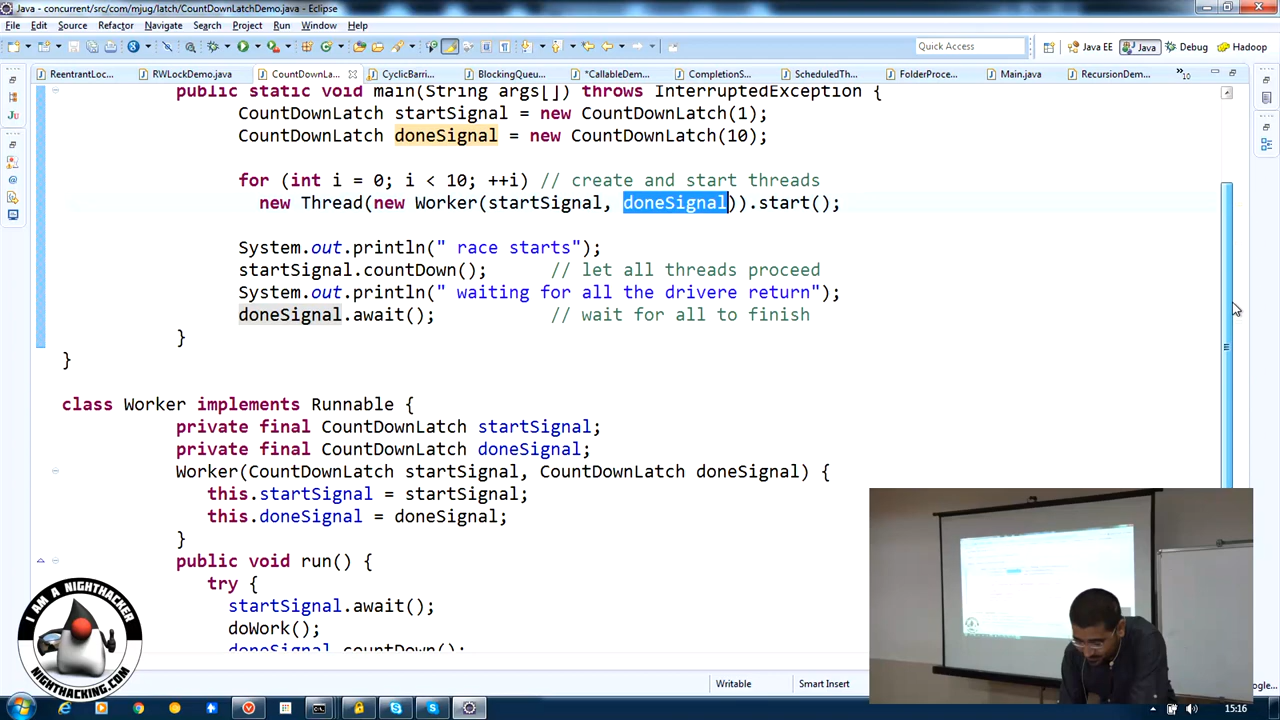 Java - concurrent/src/com/mjug/latch/CountDownLatchDemo.java - Eclipse
File Edit Source Refactor Navigate Search Project Run Window Help
Quick Access Java EE Java Debug Hadoop
ReentrantLoc... RWLockDemo.java CountDownLa... CyclicBarri... BlockingQueu... *CallableDem... CompletionS... ScheduledTh... FolderProce... Main.java RecursionDem... »10
public static void main(String args[]) throws InterruptedException {
CountDownLatch startSignal = new CountDownLatch(1);
CountDownLatch doneSignal = new CountDownLatch(10);
for (int i = 0; i < 10; ++i) // create and start threads
new Thread(new Worker(startSignal, doneSignal)).start();
System.out.println(" race starts");
startSignal.countDown(); // let all threads proceed
System.out.println(" waiting for all the drivere return");
doneSignal.await(); // wait for all to finish
}
}
class Worker implements Runnable {
private final CountDownLatch startSignal;
private final CountDownLatch doneSignal;
Worker(CountDownLatch startSignal, CountDownLatch doneSignal) {
this.startSignal = startSignal;
this.doneSignal = doneSignal;
}
public void run() {
try {
startSignal.await();
doWork();
doneSignal.countDown();
I AM A NIGHTHACKER
NIGHTHACKING.COM
Writable Smart Insert
15:16